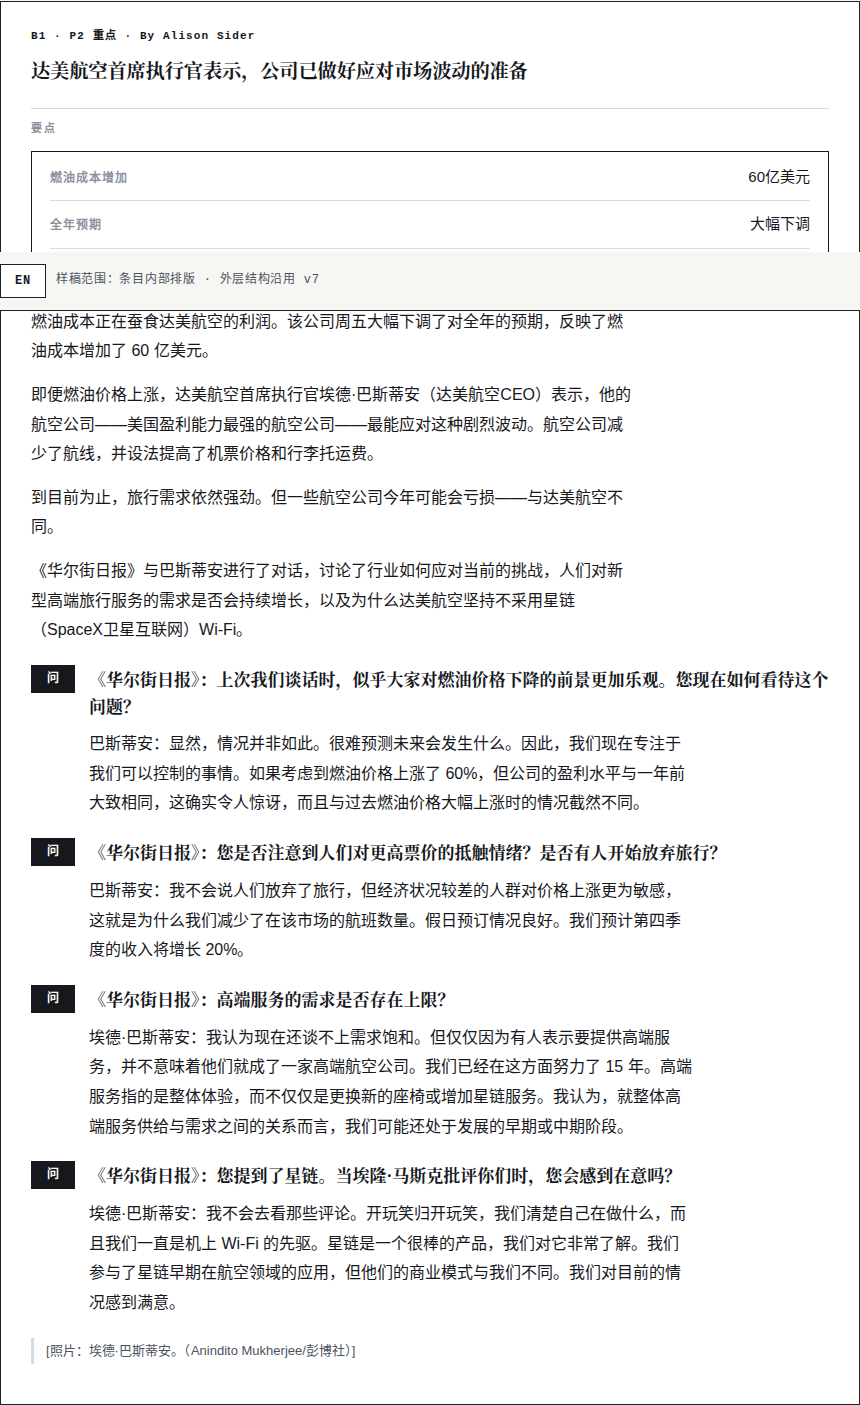 B1 · P2 重点 · By Alison Sider
达美航空首席执行官表示，公司已做好应对市场波动的准备
要点
燃油成本增加 60亿美元
全年预期 大幅下调
EN 样稿范围：条目内部排版 · 外层结构沿用 v7
燃油成本正在蚕食达美航空的利润。该公司周五大幅下调了对全年的预期，反映了燃
油成本增加了 60 亿美元。
即便燃油价格上涨，达美航空首席执行官埃德·巴斯蒂安（达美航空CEO）表示，他的
航空公司——美国盈利能力最强的航空公司——最能应对这种剧烈波动。航空公司减
少了航线，并设法提高了机票价格和行李托运费。
到目前为止，旅行需求依然强劲。但一些航空公司今年可能会亏损——与达美航空不
同。
《华尔街日报》与巴斯蒂安进行了对话，讨论了行业如何应对当前的挑战，人们对新
型高端旅行服务的需求是否会持续增长，以及为什么达美航空坚持不采用星链
（SpaceX卫星互联网）Wi-Fi。
问 《华尔街日报》：上次我们谈话时，似乎大家对燃油价格下降的前景更加乐观。您现在如何看待这个
问题？
巴斯蒂安：显然，情况并非如此。很难预测未来会发生什么。因此，我们现在专注于
我们可以控制的事情。如果考虑到燃油价格上涨了 60%，但公司的盈利水平与一年前
大致相同，这确实令人惊讶，而且与过去燃油价格大幅上涨时的情况截然不同。
问 《华尔街日报》：您是否注意到人们对更高票价的抵触情绪？是否有人开始放弃旅行？
巴斯蒂安：我不会说人们放弃了旅行，但经济状况较差的人群对价格上涨更为敏感，
这就是为什么我们减少了在该市场的航班数量。假日预订情况良好。我们预计第四季
度的收入将增长 20%。
问 《华尔街日报》：高端服务的需求是否存在上限？
埃德·巴斯蒂安：我认为现在还谈不上需求饱和。但仅仅因为有人表示要提供高端服
务，并不意味着他们就成了一家高端航空公司。我们已经在这方面努力了 15 年。高端
服务指的是整体体验，而不仅仅是更换新的座椅或增加星链服务。我认为，就整体高
端服务供给与需求之间的关系而言，我们可能还处于发展的早期或中期阶段。
问 《华尔街日报》：您提到了星链。当埃隆·马斯克批评你们时，您会感到在意吗？
埃德·巴斯蒂安：我不会去看那些评论。开玩笑归开玩笑，我们清楚自己在做什么，而
且我们一直是机上 Wi-Fi 的先驱。星链是一个很棒的产品，我们对它非常了解。我们
参与了星链早期在航空领域的应用，但他们的商业模式与我们不同。我们对目前的情
况感到满意。
[照片：埃德·巴斯蒂安。（Anindito Mukherjee/彭博社）]